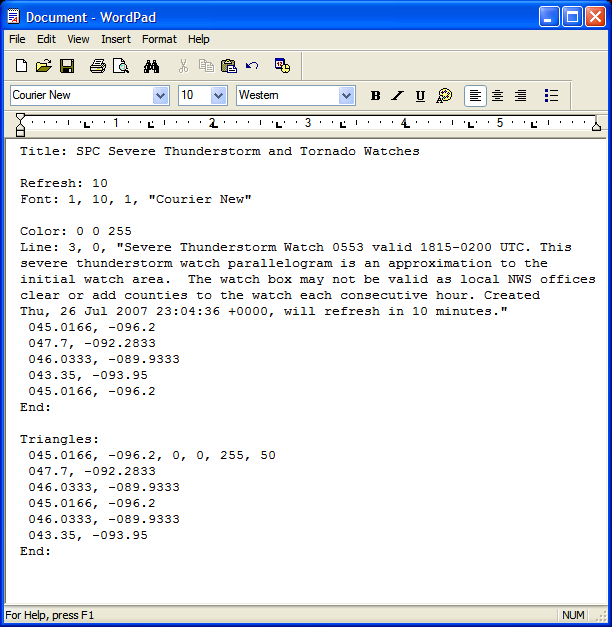 Document - WordPad
File Edit View Insert Format Help
Courier New 10 Western B I U
1 2 3 4 5
Title: SPC Severe Thunderstorm and Tornado Watches
Refresh: 10
Font: 1, 10, 1, "Courier New"
Color: 0 0 255
Line: 3, 0, "Severe Thunderstorm Watch 0553 valid 1815-0200 UTC. This
severe thunderstorm watch parallelogram is an approximation to the
initial watch area.  The watch box may not be valid as local NWS offices
clear or add counties to the watch each consecutive hour. Created
Thu, 26 Jul 2007 23:04:36 +0000, will refresh in 10 minutes."
045.0166, -096.2
047.7, -092.2833
046.0333, -089.9333
043.35, -093.95
045.0166, -096.2
End:
Triangles:
045.0166, -096.2, 0, 0, 255, 50
047.7, -092.2833
046.0333, -089.9333
045.0166, -096.2
046.0333, -089.9333
043.35, -093.95
End:
For Help, press F1 NUM